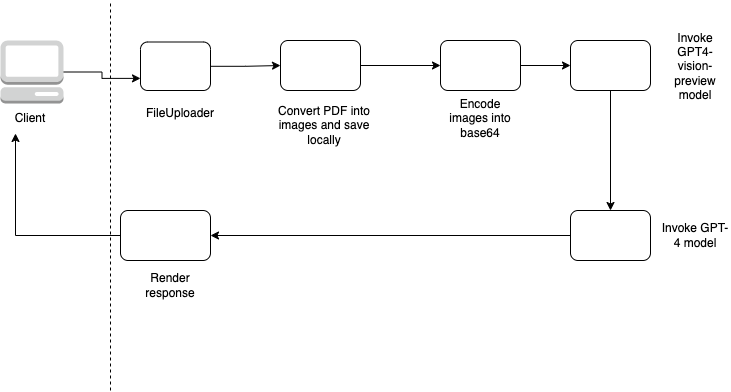 Client
FileUploader
Convert PDF into
images and save
locally
Encode
images into
base64
Invoke
GPT4-
vision-
preview
model
Invoke GPT-
4 model
Render
response